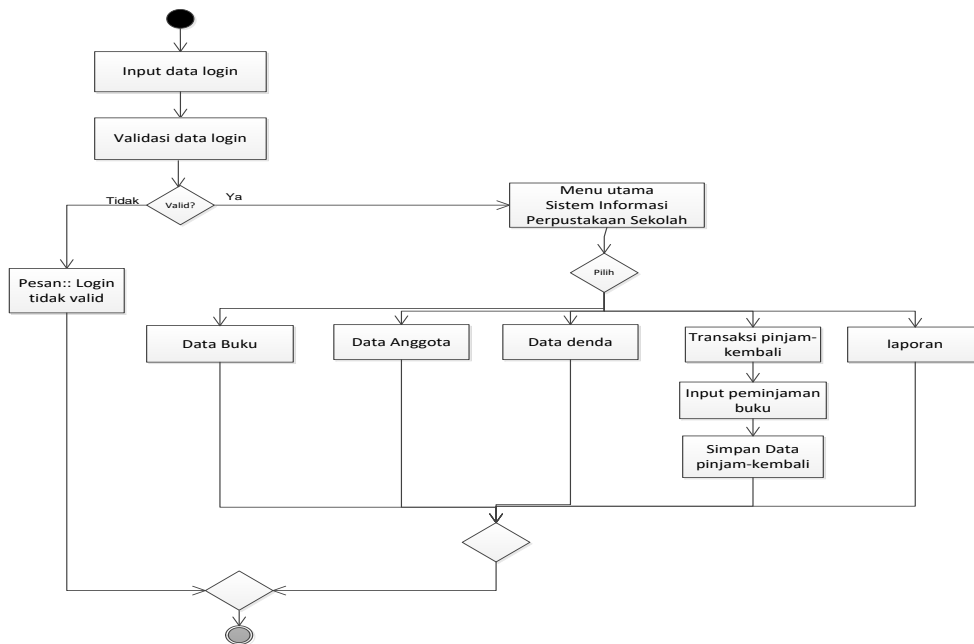 Input data login
Validasi data login
Tidak
Valid?
Ya
Menu utama
Sistem Informasi
Perpustakaan Sekolah
Pilih
Pesan:: Login
tidak valid
Data Buku
Data Anggota
Data denda
Transaksi pinjam-
kembali
laporan
Input peminjaman
buku
Simpan Data
pinjam-kembali